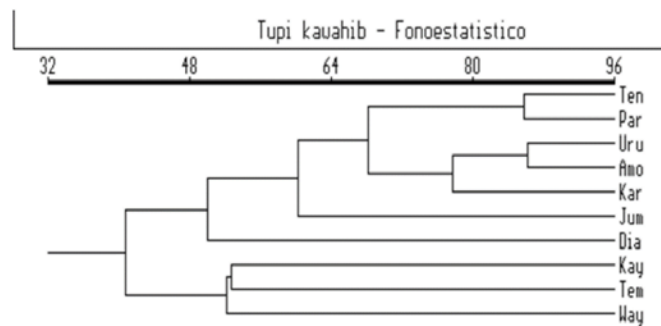 Tupi kauahib - Fonoestatistico
32 48 64 80 96
Ten
Par
Uru
Amo
Kar
Jum
Dia
Kay
Tem
Way